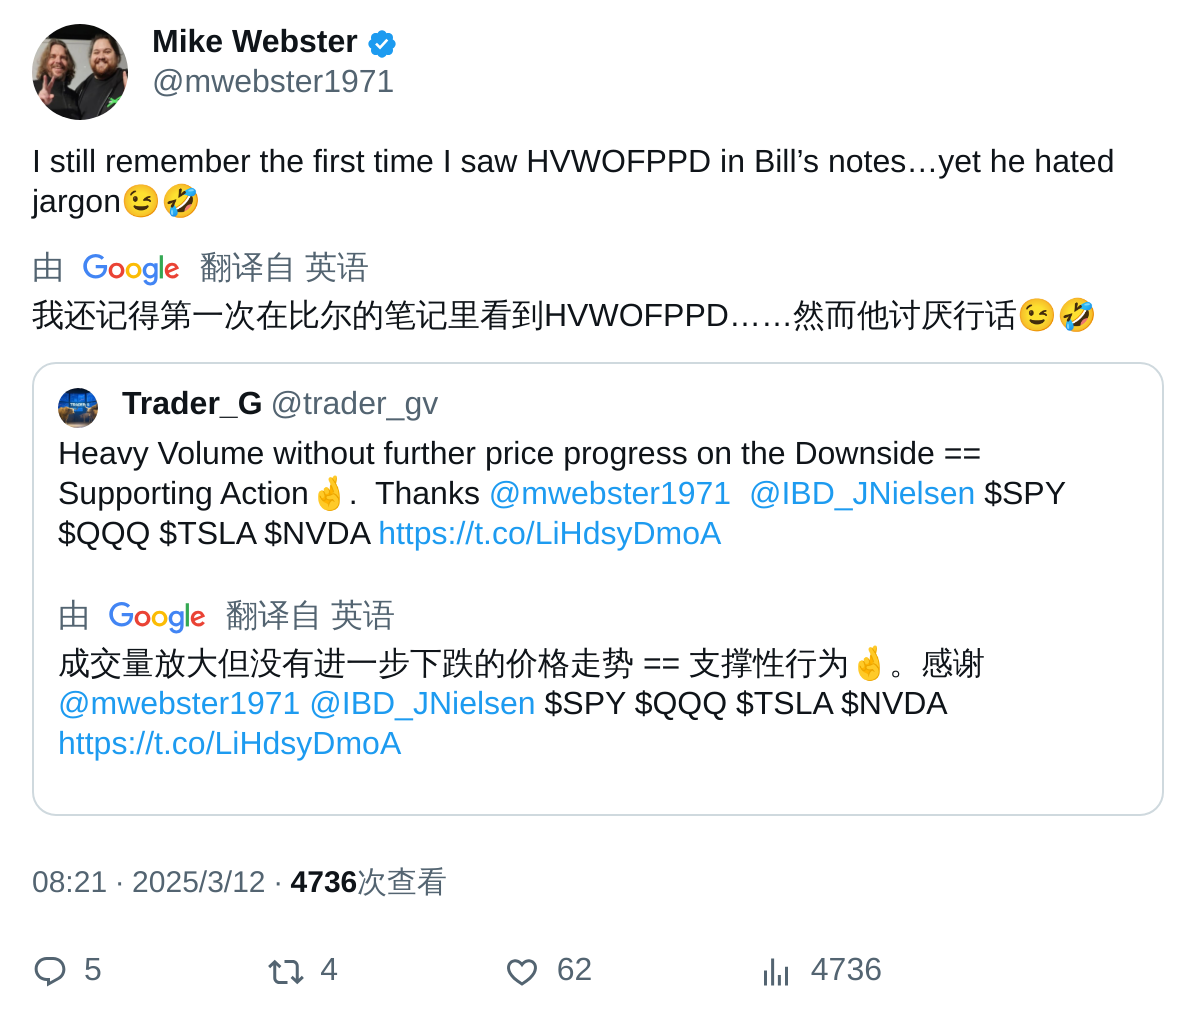 Mike Webster
@mwebster1971
I still remember the first time I saw HVWOFPPD in Bill’s notes…yet he hated
jargon😉🤣
由 Google 翻译自 英语
我还记得第一次在比尔的笔记里看到HVWOFPPD……然而他讨厌行话😉🤣
Trader_G @trader_gv
Heavy Volume without further price progress on the Downside ==
Supporting Action🤞.  Thanks @mwebster1971  @IBD_JNielsen $SPY
$QQQ $TSLA $NVDA https://t.co/LiHdsyDmoA
由 Google 翻译自 英语
成交量放大但没有进一步下跌的价格走势 == 支撑性行为🤞。感谢
@mwebster1971 @IBD_JNielsen $SPY $QQQ $TSLA $NVDA
https://t.co/LiHdsyDmoA
08:21 · 2025/3/12 · 4736次查看
5 4 62 4736